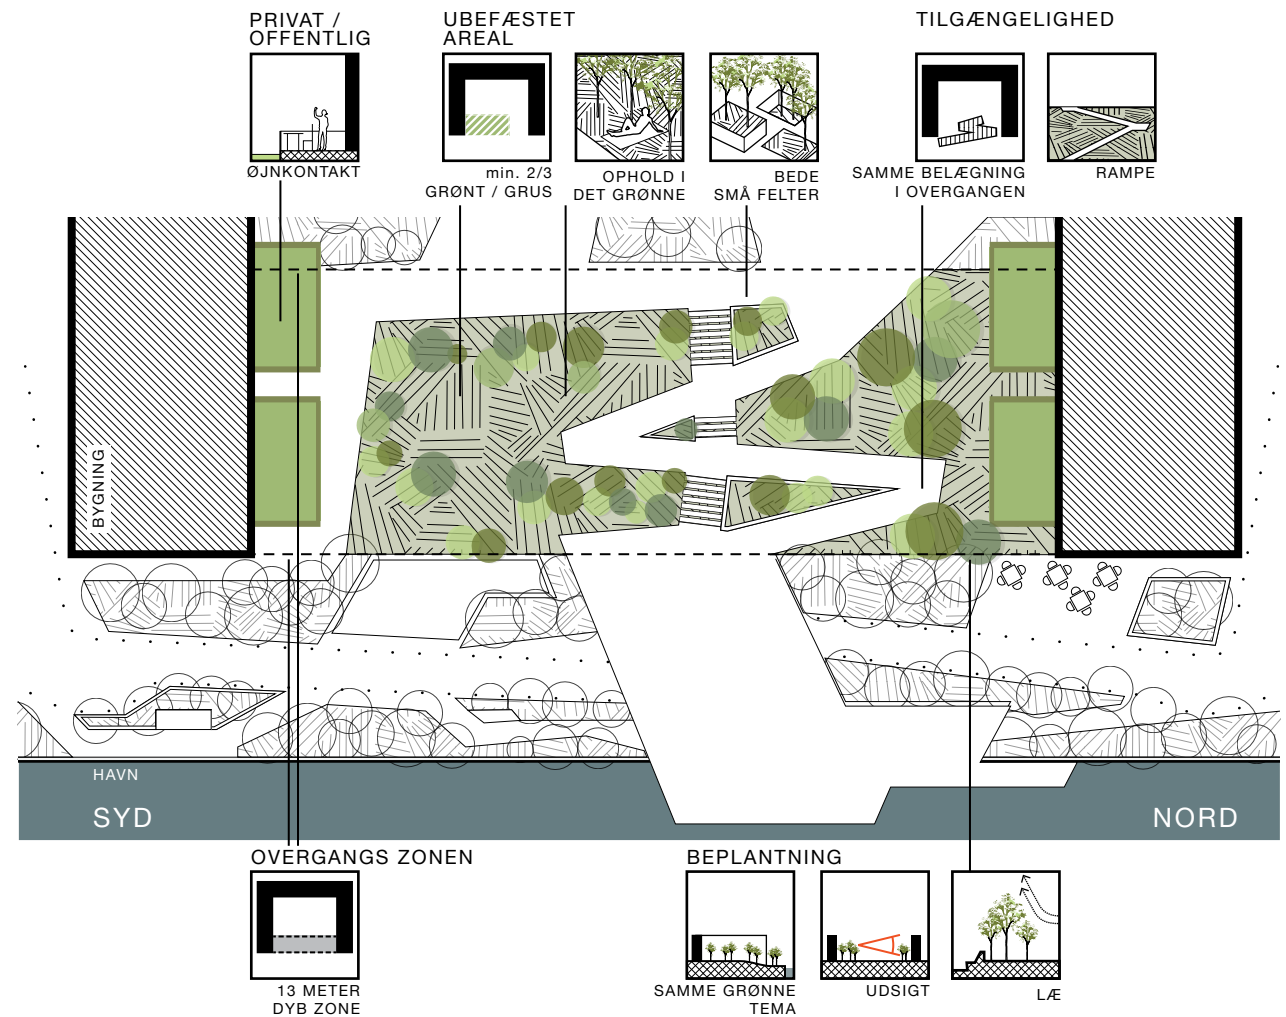 PRIVAT /
OFFENTLIG
ØJNKONTAKT
UBEFÆSTET
AREAL
min. 2/3
GRØNT / GRUS
OPHOLD I
DET GRØNNE
BEDE
SMÅ FELTER
TILGÆNGELIGHED
SAMME BELÆGNING
I OVERGANGEN
RAMPE
BYGNING
HAVN
SYD
NORD
OVERGANGS ZONEN
13 METER
DYB ZONE
BEPLANTNING
SAMME GRØNNE
TEMA
UDSIGT
LÆ